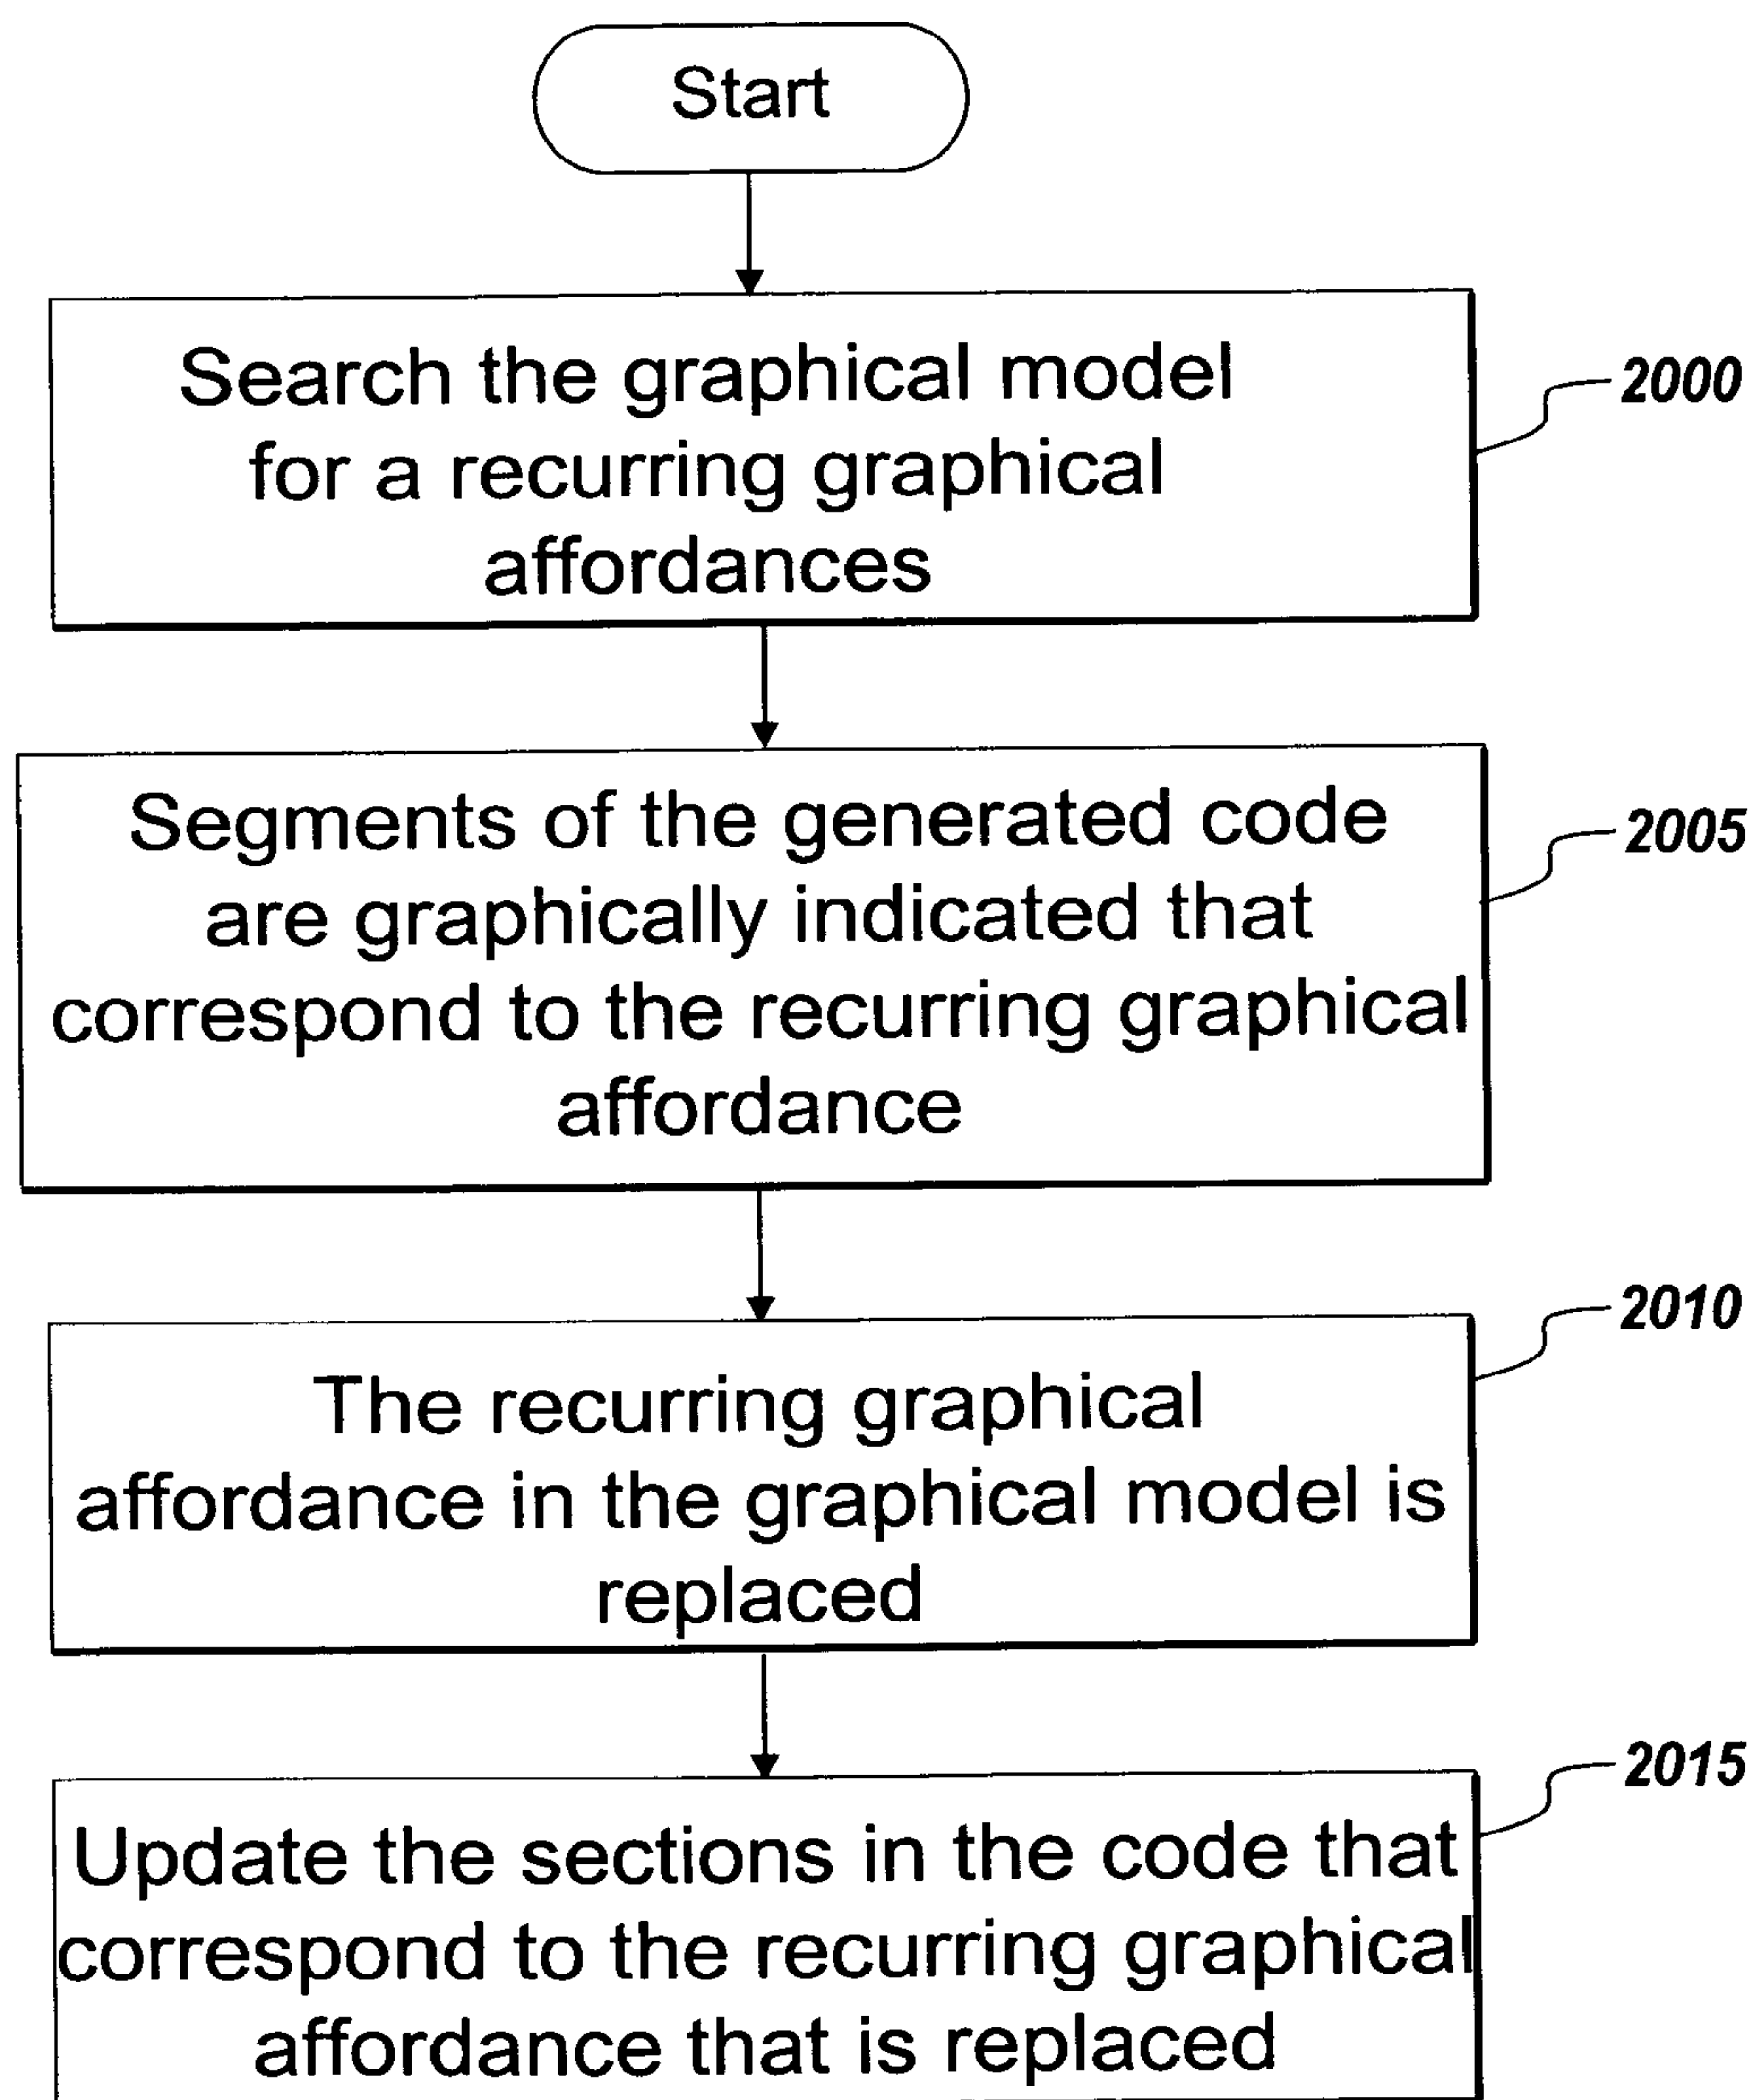 Start
Search the graphical model
for a recurring graphical
affordances
2000
Segments of the generated code
are graphically indicated that
correspond to the recurring graphical
affordance
2005
The recurring graphical
affordance in the graphical model is
replaced
2010
Update the sections in the code that
correspond to the recurring graphical
affordance that is replaced
2015